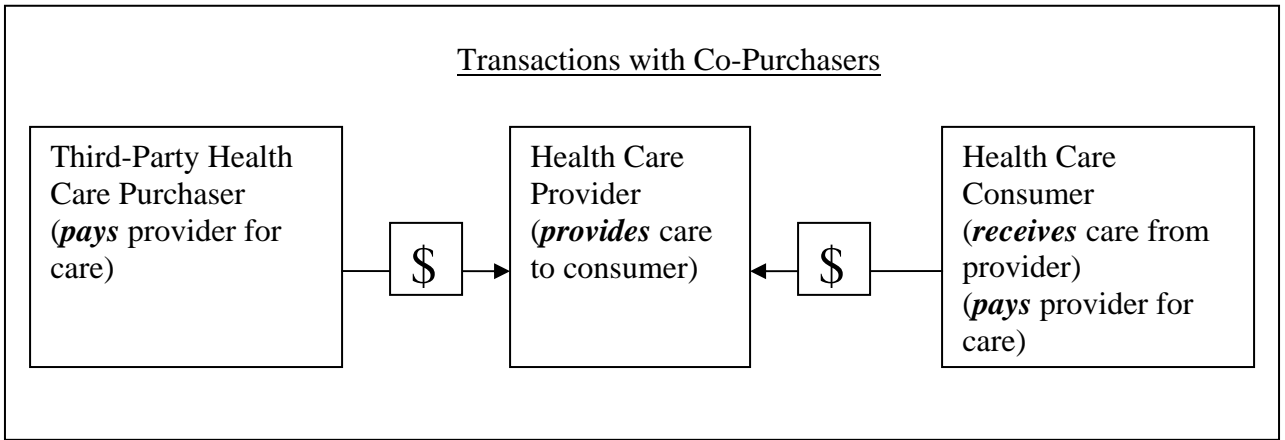 Transactions with Co-Purchasers
Third-Party Health
Care Purchaser
(pays provider for
care)
$
Health Care
Provider
(provides care
to consumer)
$
Health Care
Consumer
(receives care from
provider)
(pays provider for
care)